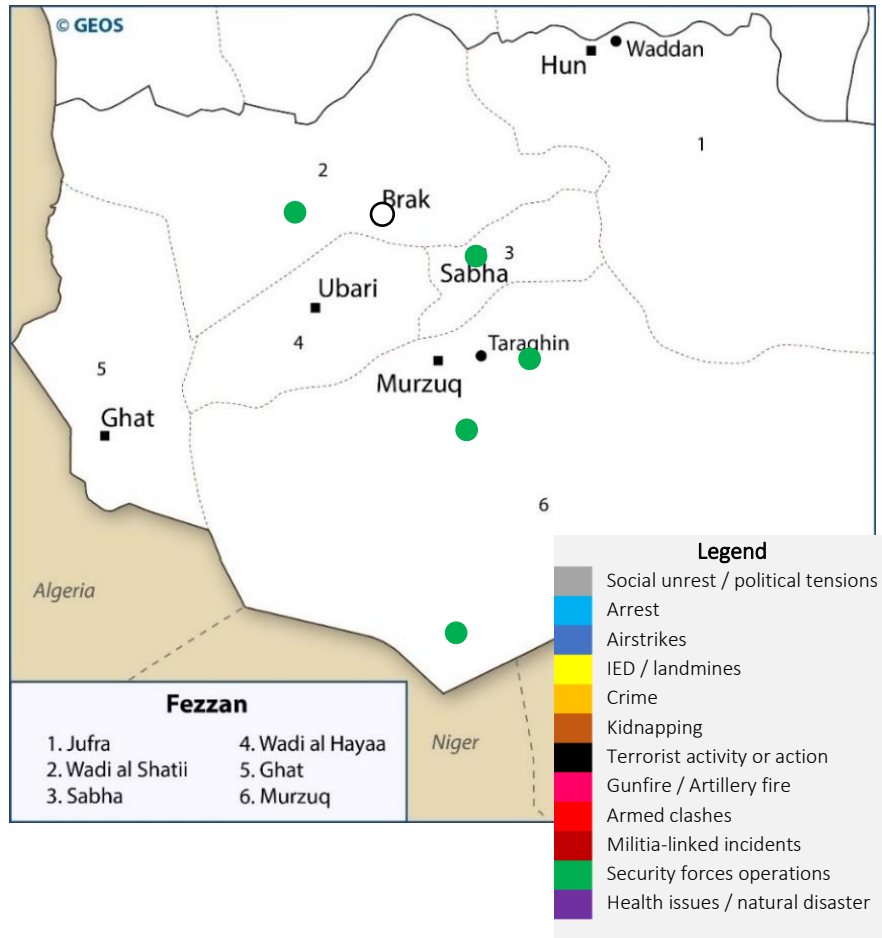 © GEOS
Hun
Waddan
1
2
Brak
3
Sabha
Ubari
4
Taraghin
Murzuq
5
Ghat
6
Algeria
Niger
Fezzan
1. Jufra
2. Wadi al Shatii
3. Sabha
4. Wadi al Hayaa
5. Ghat
6. Murzuq
Legend
Social unrest / political tensions
Arrest
Airstrikes
IED / landmines
Crime
Kidnapping
Terrorist activity or action
Gunfire / Artillery fire
Armed clashes
Militia-linked incidents
Security forces operations
Health issues / natural disaster